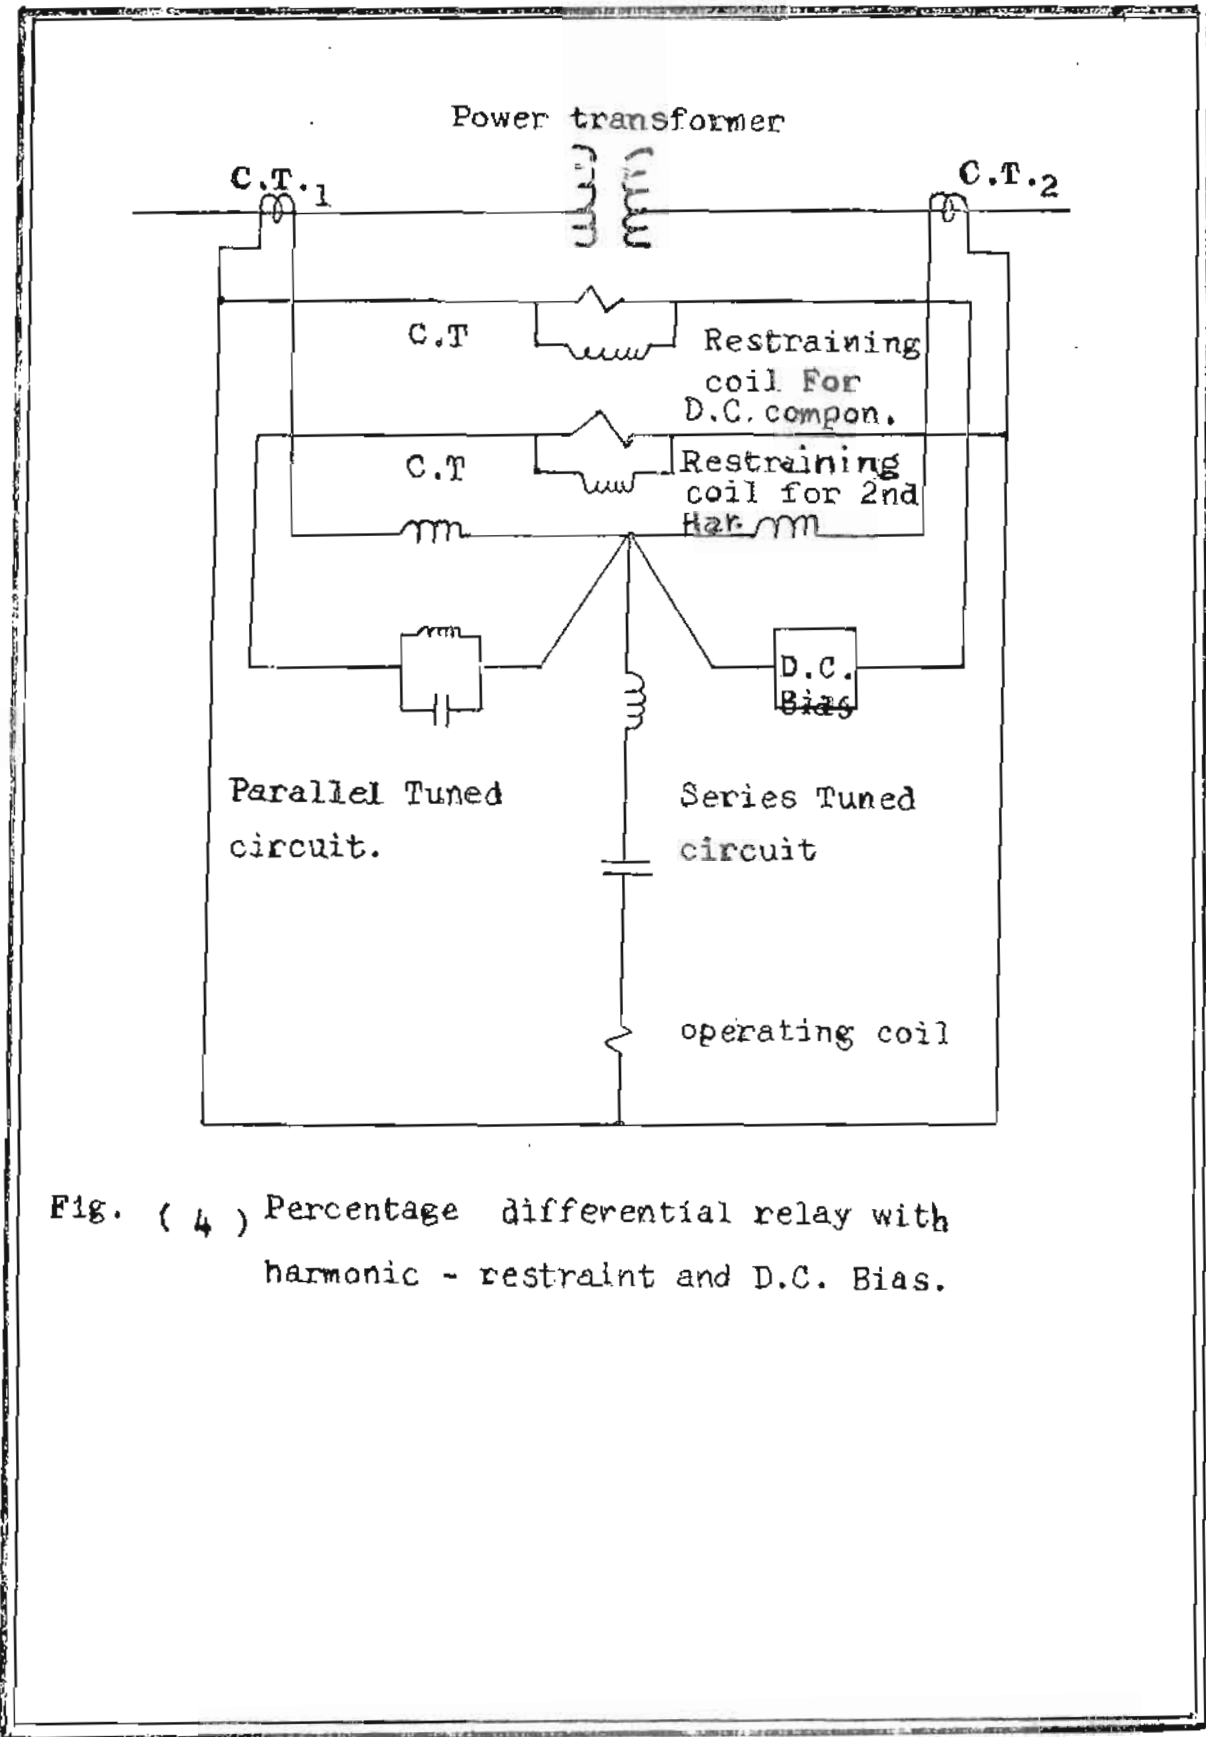 Power transformer
C.T.1
C.T.2
C.T
Restraining
coil For
D.C. compon.
C.T
Restraining
coil for 2nd
Har.
D.C.
Bias
Parallel Tuned
circuit.
Series Tuned
circuit
operating coil
Fig. ( 4 ) Percentage differential relay with
harmonic - restraint and D.C. Bias.